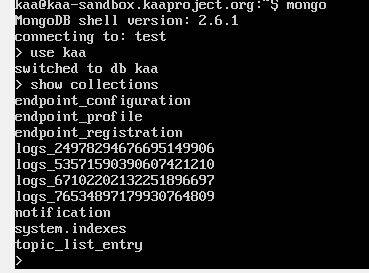 kaa@kaa-sandbox.kaaproject.org:~$ mongo
MongoDB shell version: 2.6.1
connecting to: test
> use kaa
switched to db kaa
> show collections
endpoint_configuration
endpoint_profile
endpoint_registration
logs_24978294676695149906
logs_53571590390607421210
logs_67102202132251896697
logs_76534897179930764809
notification
system.indexes
topic_list_entry
>